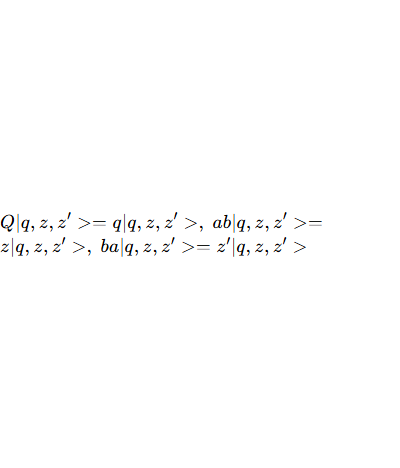 Q|q, z, z′ >= q|q, z, z′ >, ab|q, z, z′ >=
z|q, z, z′ >, ba|q, z, z′ >= z′|q, z, z′ >